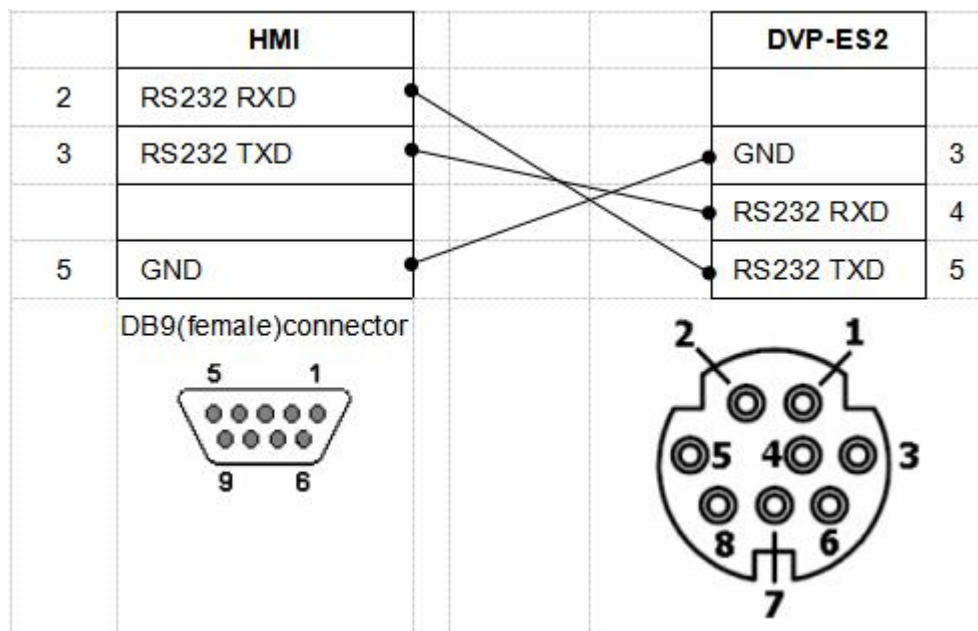 HMI DVP-ES2
2 RS232 RXD
3 RS232 TXD GND 3
RS232 RXD 4
5 GND RS232 TXD 5
DB9(female)connector
2 1
5 1
5 4 3
9 6
8 6
7